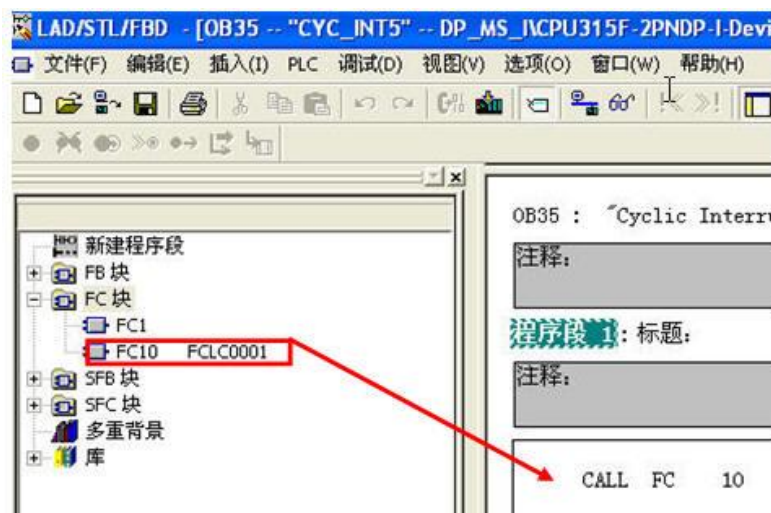 LAD/STL/FBD - [OB35 -- "CYC_INT5" -- DP_MS_I\CPU315F-2PNDP-I-Devi
文件(F) 编辑(E) 插入(I) PLC 调试(D) 视图(V) 选项(O) 窗口(W) 帮助(H)
新建程序段
FB 块
FC 块
FC1
FC10 FCLC0001
SFB 块
SFC 块
多重背景
库
OB35 : "Cyclic Interru
注释:
程序段 1: 标题:
注释:
CALL FC 10